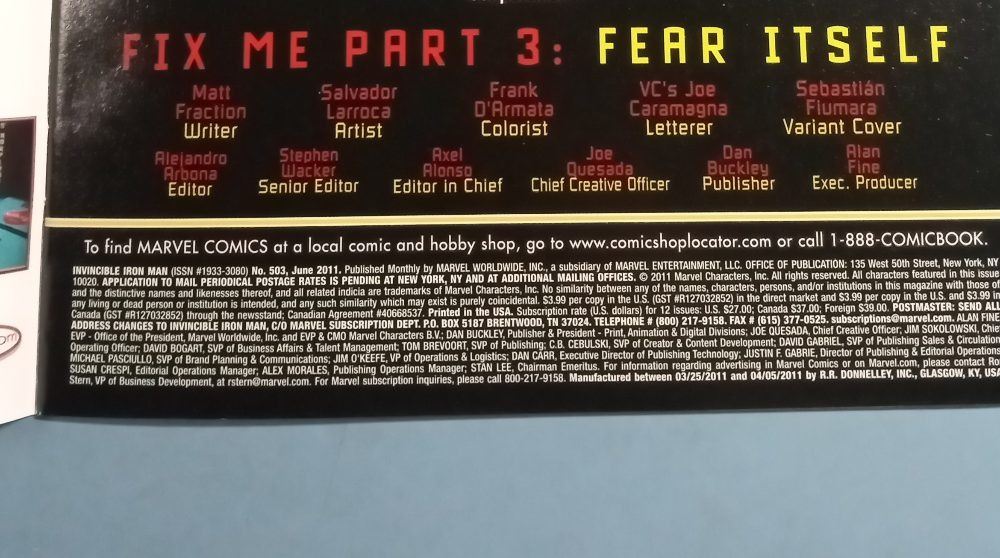 FIX ME PART 3: FEAR ITSELF
Matt Salvador Frank VC's Joe Sebastián
Fraction Larroca D'Armata Caramagna Fiumara
Writer Artist Colorist Letterer Variant Cover
Alejandro Stephen Axel Joe Dan Alan
Arbona Wacker Alonso Quesada Buckley Fine
Editor Senior Editor Editor in Chief Chief Creative Officer Publisher Exec. Producer
To find MARVEL COMICS at a local comic and hobby shop, go to www.comicshoplocator.com or call 1-888-COMICBOOK.
INVINCIBLE IRON MAN (ISSN #1933-3080) No. 503, June 2011. Published Monthly by MARVEL WORLDWIDE, INC., a subsidiary of MARVEL ENTERTAINMENT, LLC. OFFICE OF PUBLICATION: 135 West 50th Street, New York, NY
10020. APPLICATION TO MAIL PERIODICAL POSTAGE RATES IS PENDING AT NEW YORK, NY AND AT ADDITIONAL MAILING OFFICES. © 2011 Marvel Characters, Inc. All rights reserved. All characters featured in this issue
and the distinctive names and likenesses thereof, and all related indicia are trademarks of Marvel Characters, Inc. No similarity between any of the names, characters, persons, and/or institutions in this magazine with those of
any living or dead person or institution is intended, and any such similarity which may exist is purely coincidental. $3.99 per copy in the U.S. (GST #R127032852) in the direct market and $3.99 per copy in the U.S. and $3.99 in
Canada (GST #R127032852) through the newsstand; Canadian Agreement #40668537. Printed in the USA. Subscription rate (U.S. dollars) for 12 issues: U.S. $27.00; Canada $37.00; Foreign $39.00. POSTMASTER: SEND ALL
ADDRESS CHANGES TO INVINCIBLE IRON MAN, C/O MARVEL SUBSCRIPTION DEPT. P.O. BOX 5187 BRENTWOOD, TN 37024. TELEPHONE # (800) 217-9158. FAX # (615) 377-0525. subscriptions@marvel.com. ALAN FINE,
EVP - Office of the President, Marvel Worldwide, Inc. and EVP & CMO Marvel Characters B.V.; DAN BUCKLEY, Publisher & President - Print, Animation & Digital Divisions; JOE QUESADA, Chief Creative Officer; JIM SOKOLOWSKI, Chief
Operating Officer; DAVID BOGART, SVP of Business Affairs & Talent Management; TOM BREVOORT, SVP of Publishing; C.B. CEBULSKI, SVP of Creator & Content Development; DAVID GABRIEL, SVP of Publishing Sales & Circulation
MICHAEL PASCIULLO, SVP of Brand Planning & Communications; JIM O'KEEFE, VP of Operations & Logistics; DAN CARR, Executive Director of Publishing Technology; JUSTIN F. GABRIE, Director of Publishing & Editorial Operations
SUSAN CRESPI, Editorial Operations Manager; ALEX MORALES, Publishing Operations Manager; STAN LEE, Chairman Emeritus. For information regarding advertising in Marvel Comics or on Marvel.com, please contact Ron
Stern, VP of Business Development, at rstern@marvel.com. For Marvel subscription inquiries, please call 800-217-9158. Manufactured between 03/25/2011 and 04/05/2011 by R.R. DONNELLEY, INC., GLASGOW, KY, USA